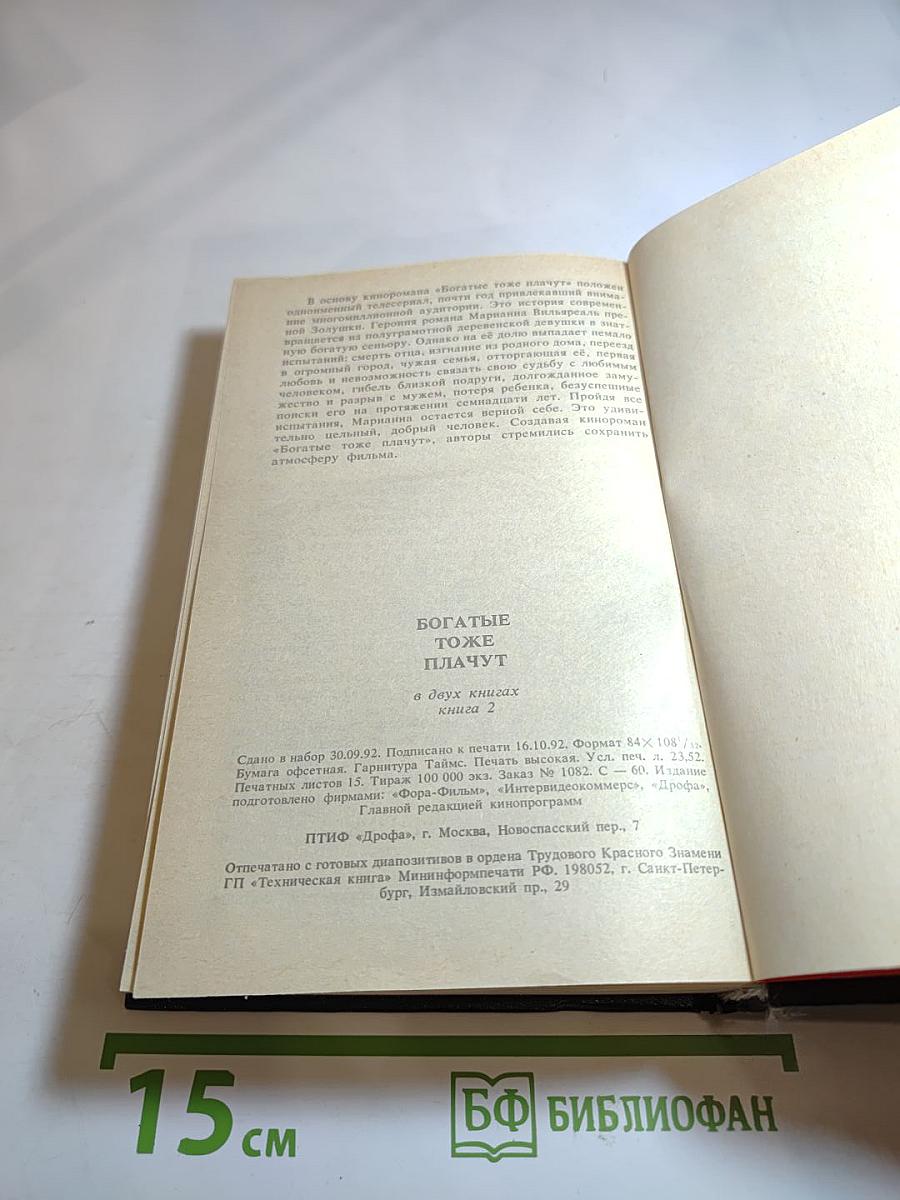 В основу киноромана «Богатые тоже плачут» положен
одноименный телесериал, почти год привлекавший внима-
ние многомиллионной аудитории. Это история современ-
ной Золушки. Героиня романа Марианна Вильяреаль пре-
вращается из полуграмотной деревенской девушки в знат-
ную богатую сеньору. Однако на её долю выпадает немало
испытаний: смерть отца, изгнание из родного дома, переезд
в огромный город, чужая семья, отторгающая её, первая
любовь и невозможность связать свою судьбу с любимым
человеком, гибель близкой подруги, долгожданное заму-
жество и разрыв с мужем, потеря ребенка, безуспешные
поиски его на протяжении семнадцати лет. Пройдя все
испытания, Марианна остается верной себе. Это удиви-
тельно цельный, добрый человек. Создавая кинороман
«Богатые тоже плачут», авторы стремились сохранить
атмосферу фильма.
БОГАТЫЕ
ТОЖЕ
ПЛАЧУТ
в двух книгах
книга 2
Сдано в набор 30.09.92. Подписано к печати 16.10.92. Формат 84×108 1/32.
Бумага офсетная. Гарнитура Таймс. Печать высокая. Усл. печ. л. 23,52.
Печатных листов 15. Тираж 100 000 экз. Заказ № 1082. С — 60. Издание
подготовлено фирмами: «Фора-Фильм», «Интервидеокоммерс», «Дрофа»,
Главной редакцией кинопрограмм
ПТИФ «Дрофа», г. Москва, Новоспасский пер., 7
Отпечатано с готовых диапозитивов в ордена Трудового Красного Знамени
ГП «Техническая книга» Мининформпечати РФ. 198052, г. Санкт-Петер-
бург, Измайловский пр., 29
15 см
БФ БИБЛИОФАН